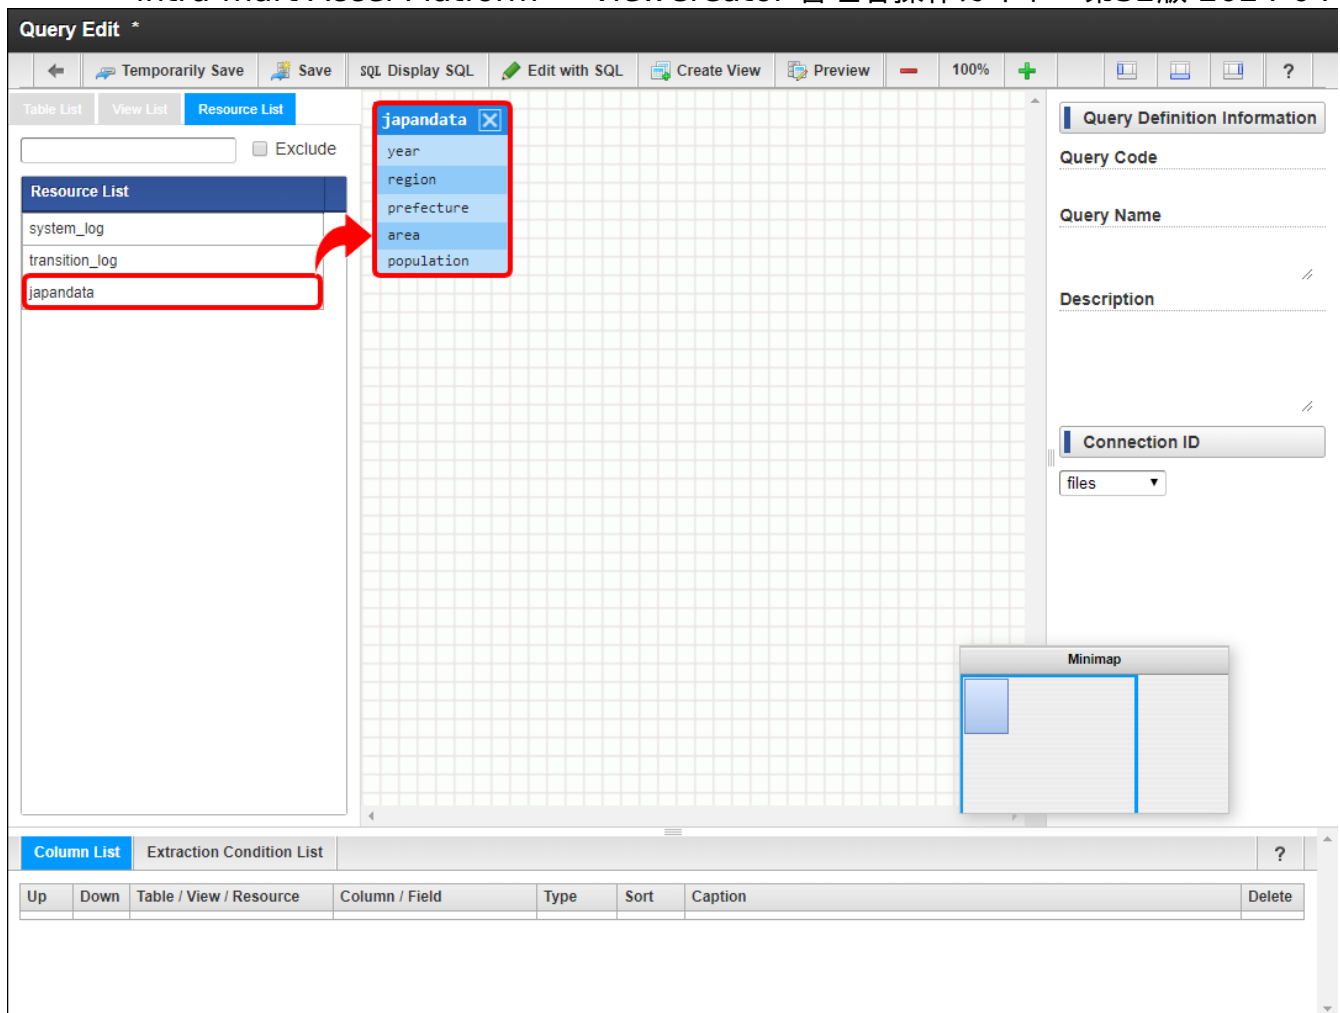 Query Edit *
Temporarily Save Save SQL Display SQL Edit with SQL Create View Preview 100% ?
Table List View List Resource List
Exclude
Resource List
system_log
transition_log
japandata
japandata
year
region
prefecture
area
population
Query Definition Information
Query Code
Query Name
Description
Connection ID
files
Minimap
Column List Extraction Condition List ?
Up Down Table / View / Resource Column / Field Type Sort Caption Delete